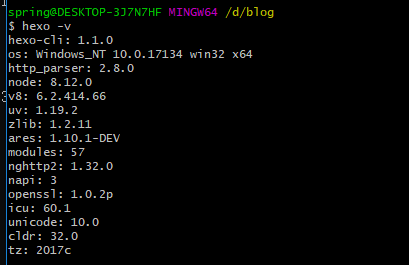 spring@DESKTOP-3J7N7HF MINGW64 /d/blog
$ hexo -v
hexo-cli: 1.1.0
os: Windows_NT 10.0.17134 win32 x64
http_parser: 2.8.0
node: 8.12.0
v8: 6.2.414.66
uv: 1.19.2
zlib: 1.2.11
ares: 1.10.1-DEV
modules: 57
nghttp2: 1.32.0
napi: 3
openssl: 1.0.2p
icu: 60.1
unicode: 10.0
cldr: 32.0
tz: 2017c